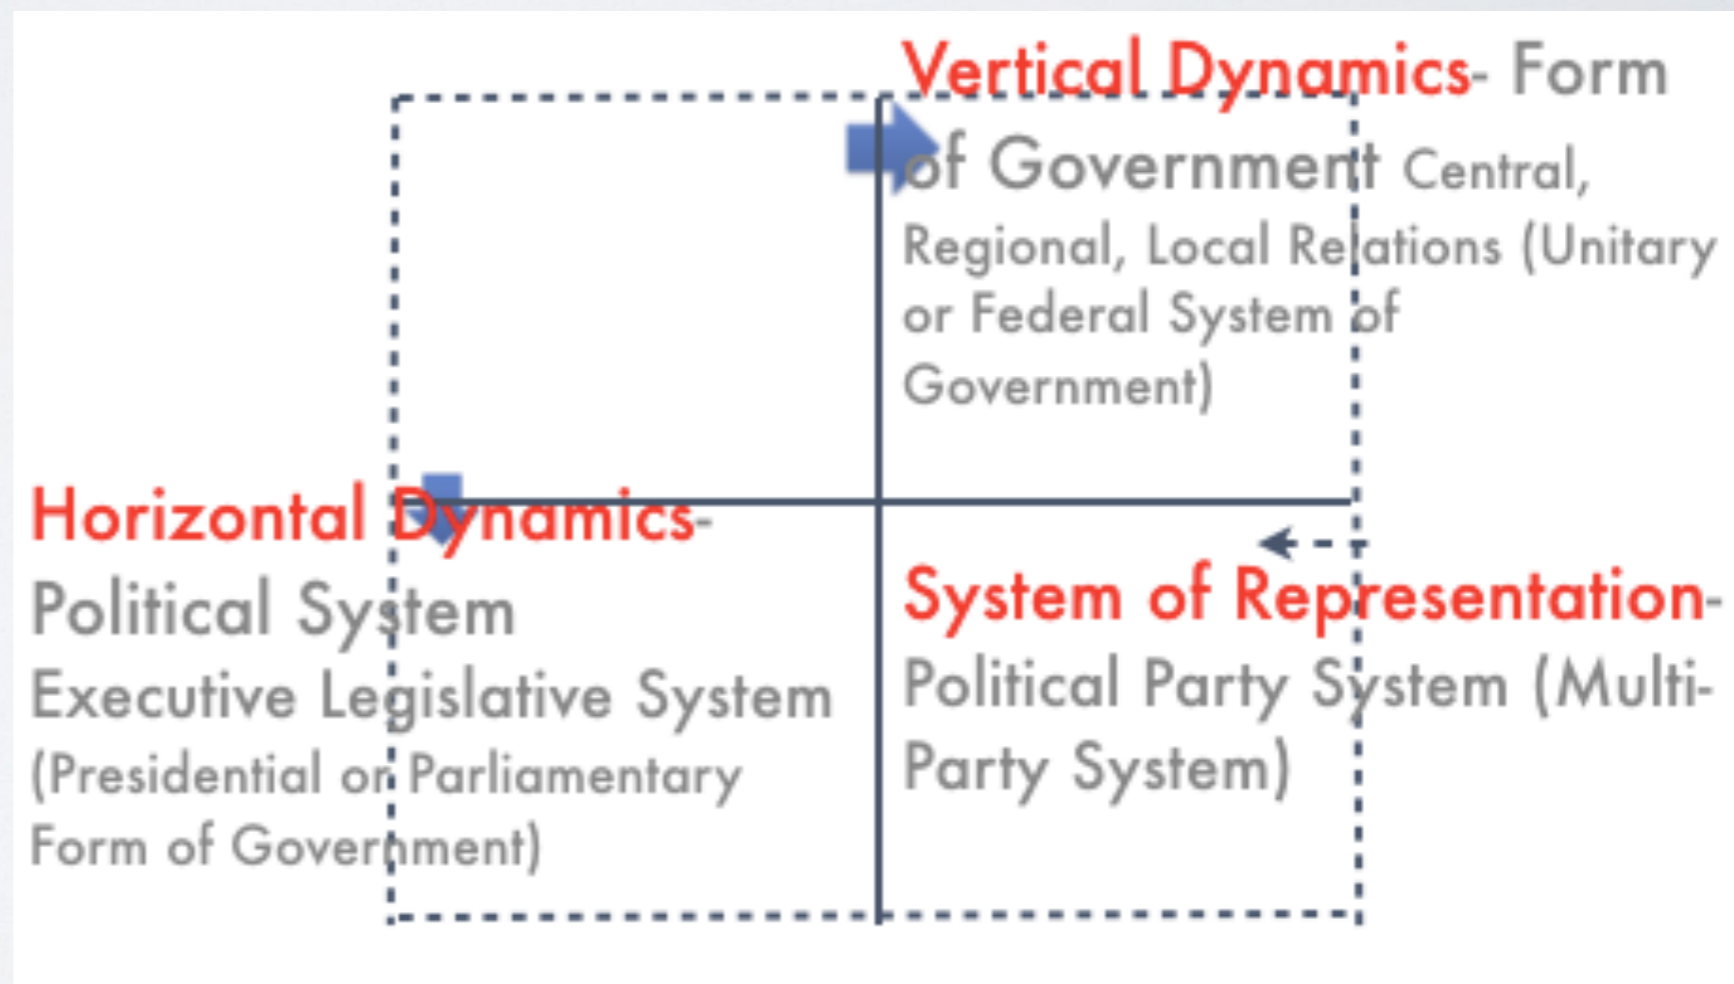 Vertical Dynamics- Form
of Government Central,
Regional, Local Relations (Unitary
or Federal System of
Government)
Horizontal Dynamics-
Political System
Executive Legislative System
(Presidential or Parliamentary
Form of Government)
System of Representation-
Political Party System (Multi-
Party System)